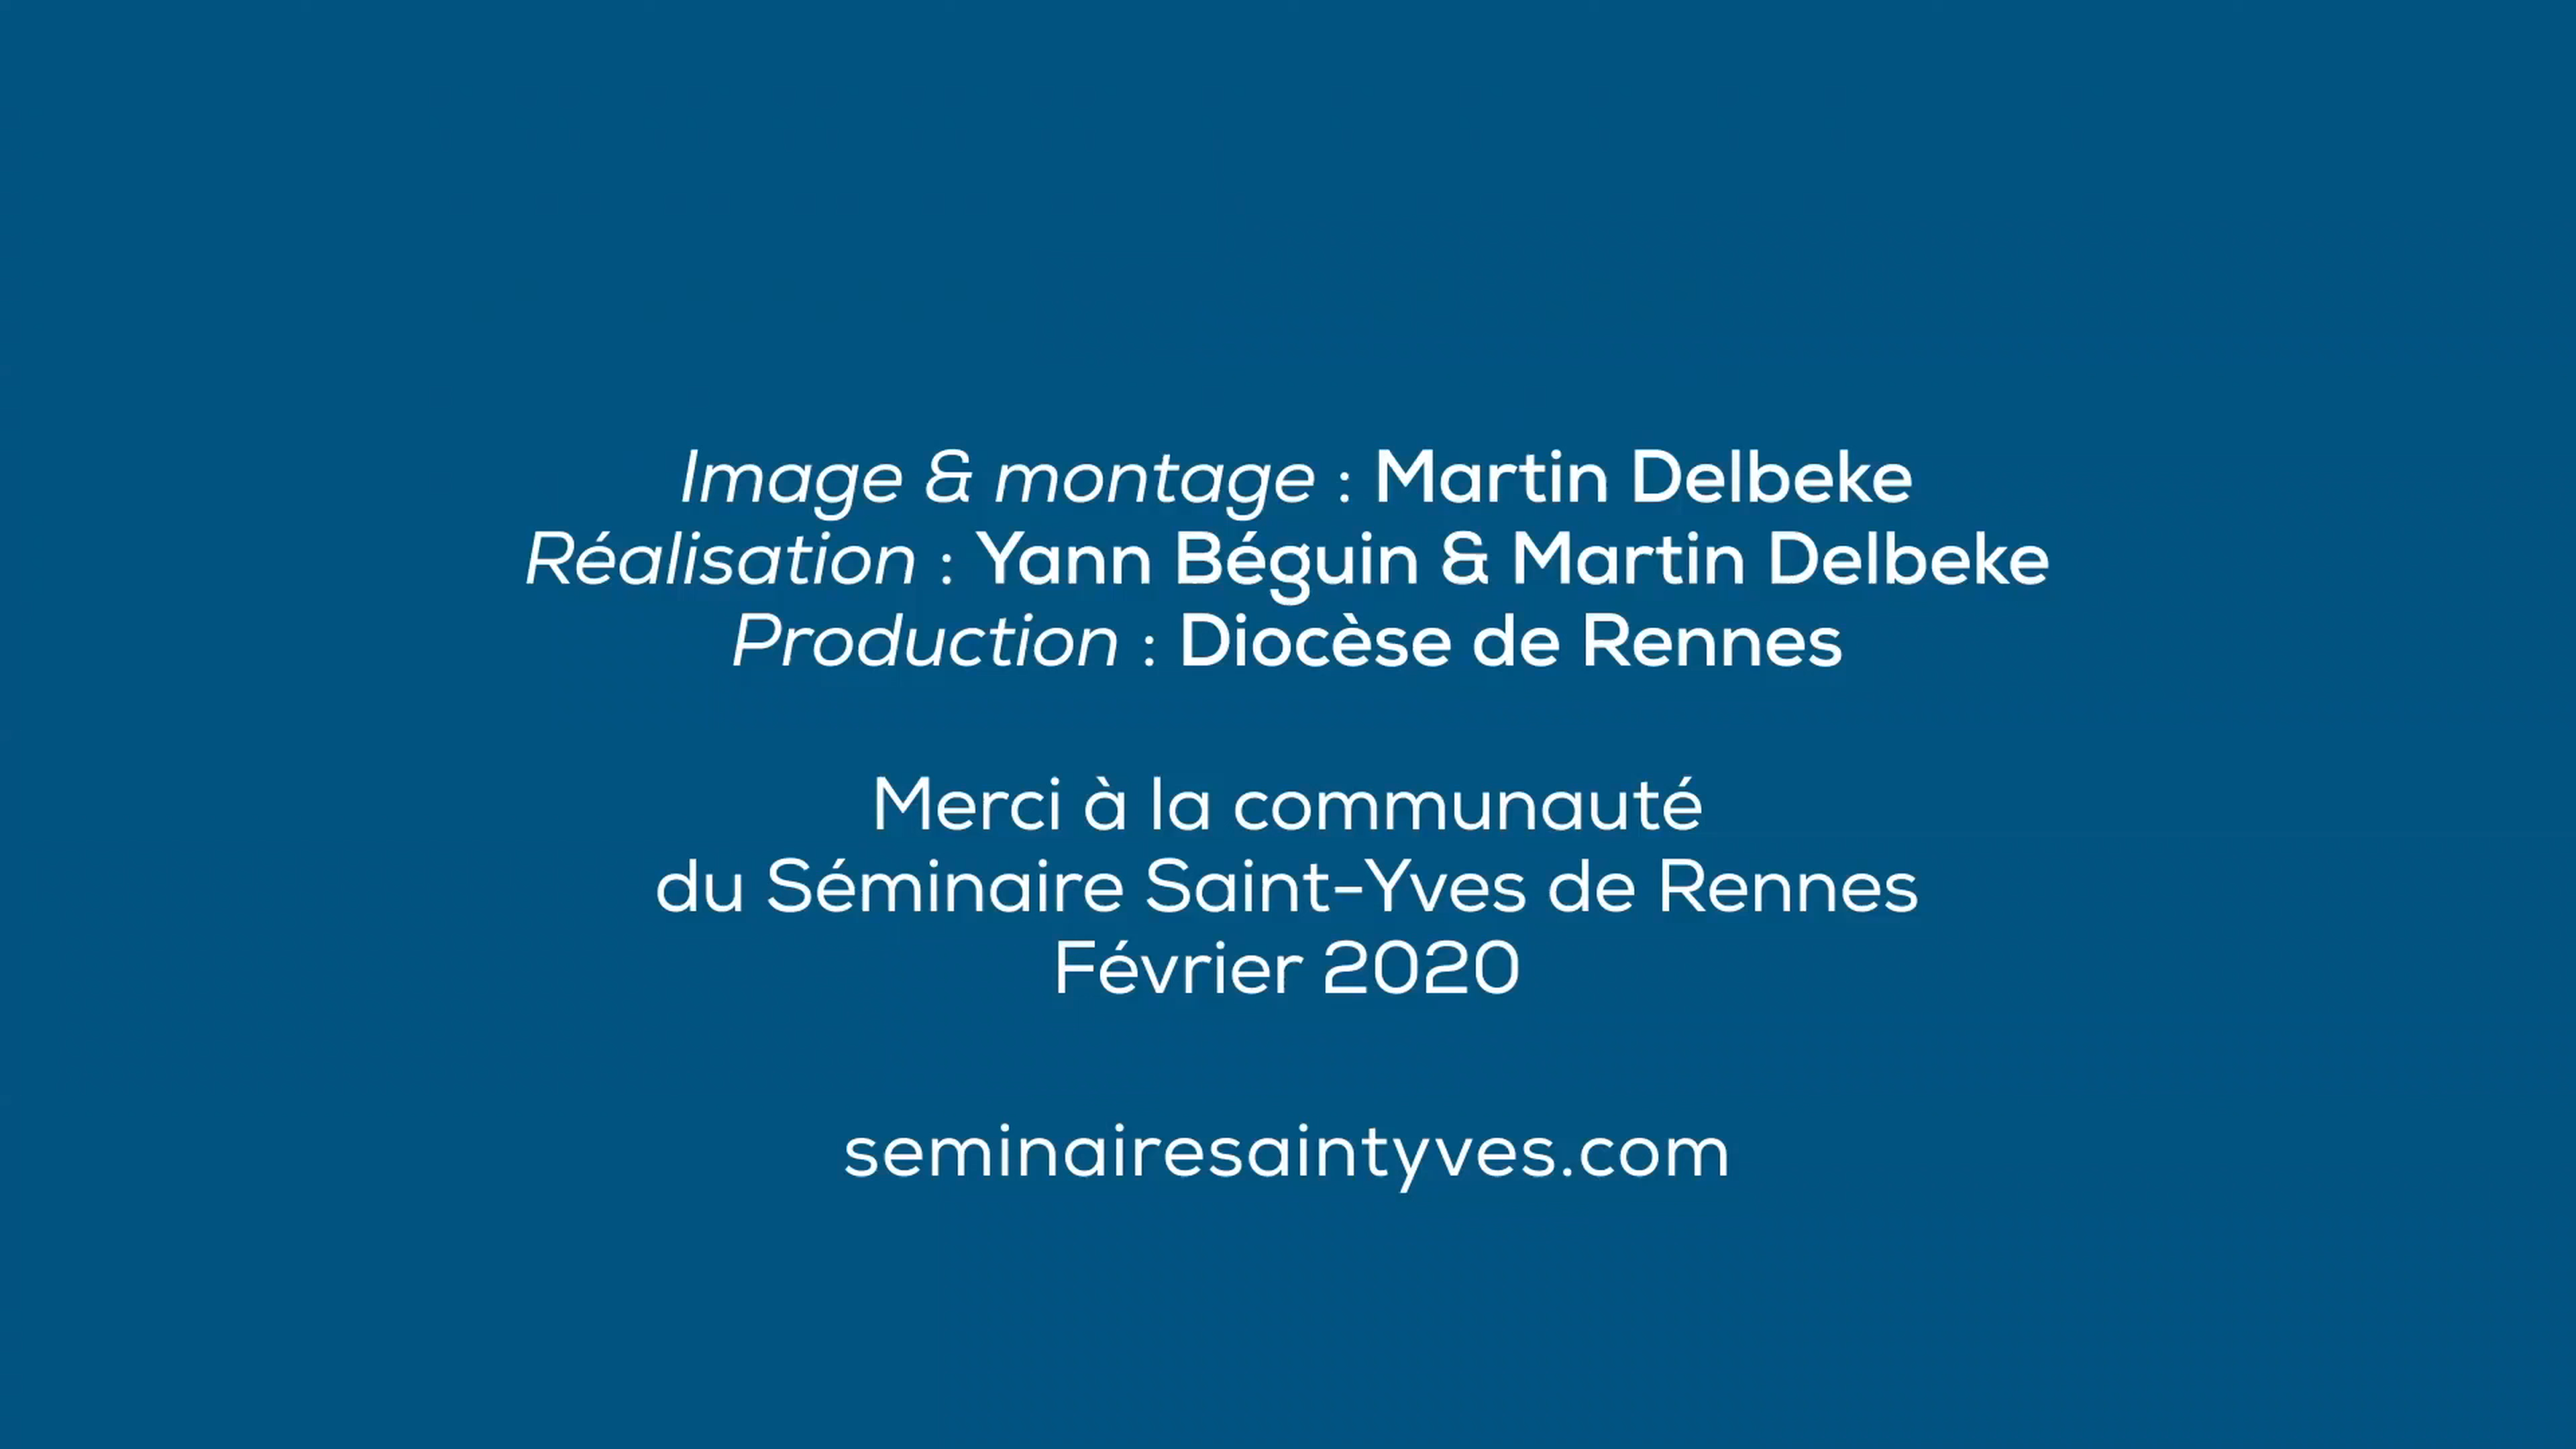 Image & montage : Martin Delbeke
Réalisation : Yann Béguin & Martin Delbeke
Production : Diocèse de Rennes
Merci à la communauté
du Séminaire Saint-Yves de Rennes
Février 2020
seminairesaintyves.com